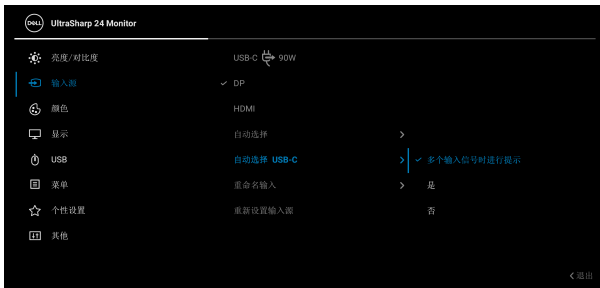 DELL UltraSharp 24 Monitor
亮度/对比度 USB-C 90W
输入源 DP
颜色 HDMI
显示 自动选择
USB 自动选择 USB-C 多个输入信号时进行提示
菜单 重命名输入 是
个性设置 重新设置输入源 否
其他
退出